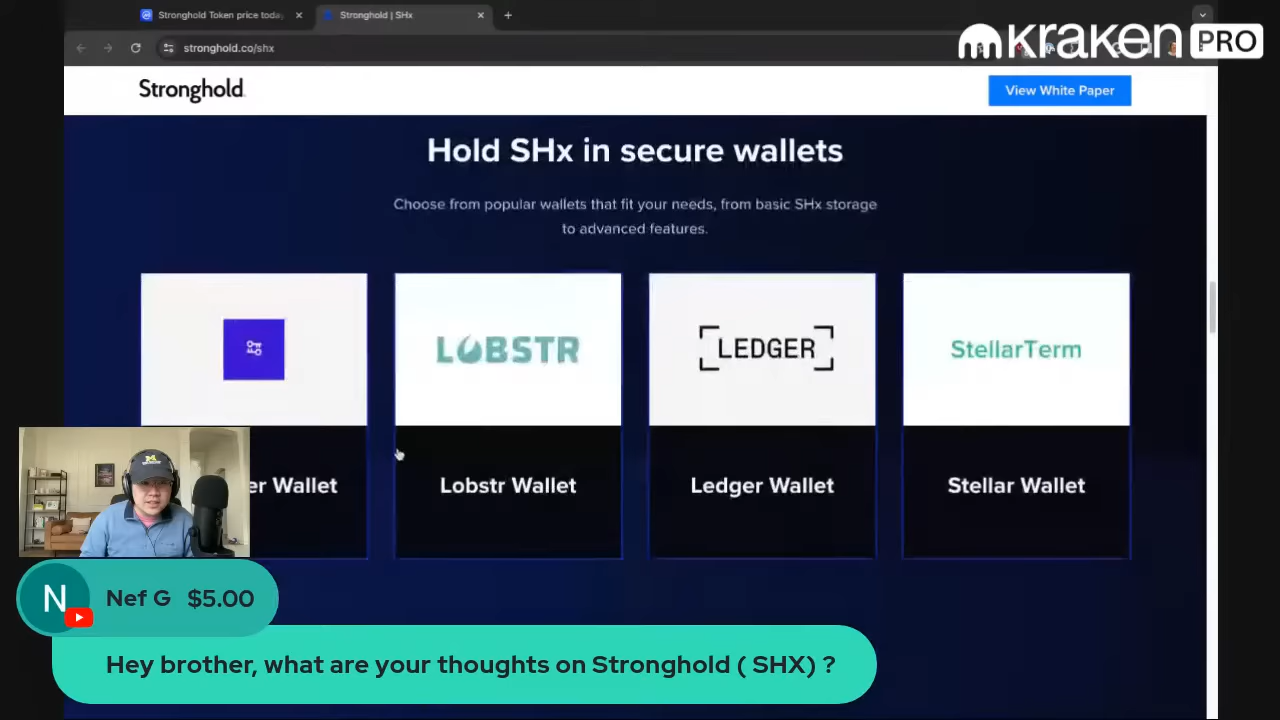 Stronghold Token price today
Stronghold | SHx
stronghold.co/shx
kraken PRO
Stronghold
View White Paper
Hold SHx in secure wallets
Choose from popular wallets that fit your needs, from basic SHx storage
to advanced features.
LOBSTR
LEDGER
StellarTerm
er Wallet
Lobstr Wallet
Ledger Wallet
Stellar Wallet
N
Nef G $5.00
Hey brother, what are your thoughts on Stronghold ( SHX) ?